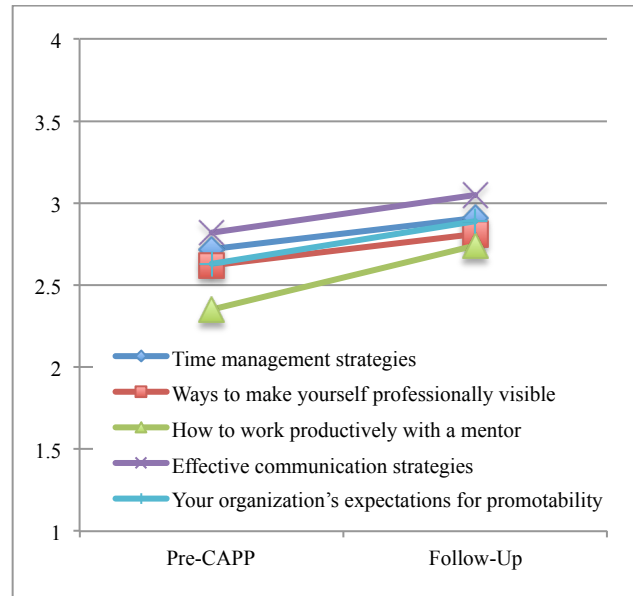 4
3.5
3
2.5
2
1.5
1
Time management strategies
Ways to make yourself professionally visible
How to work productively with a mentor
Effective communication strategies
Your organization’s expectations for promotability
Pre-CAPP Follow-Up